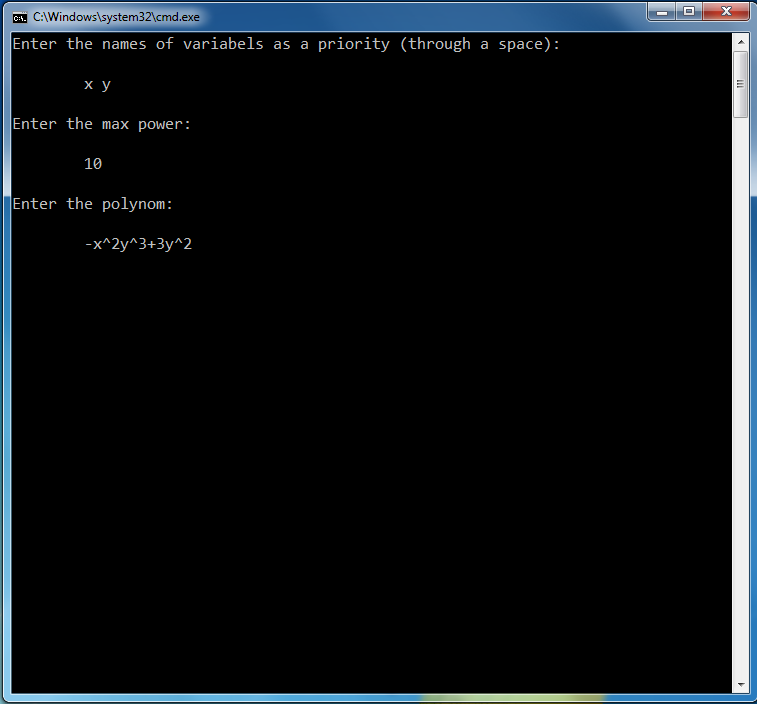 C:\Windows\system32\cmd.exe
Enter the names of variabels as a priority (through a space):
x y
Enter the max power:
10
Enter the polynom:
-x^2y^3+3y^2